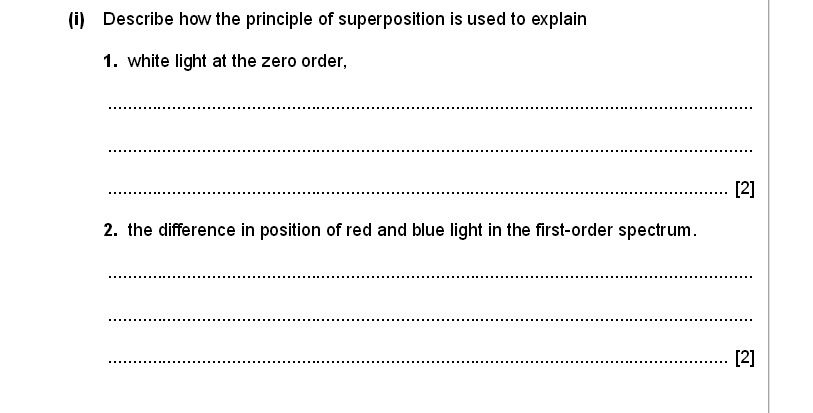 (i) Describe how the principle of superposition is used to explain
1. white light at the zero order,
..........................................................................................................................................
..........................................................................................................................................
..................................................................................................................................... [2]
2. the difference in position of red and blue light in the first-order spectrum.
..........................................................................................................................................
..........................................................................................................................................
..................................................................................................................................... [2]